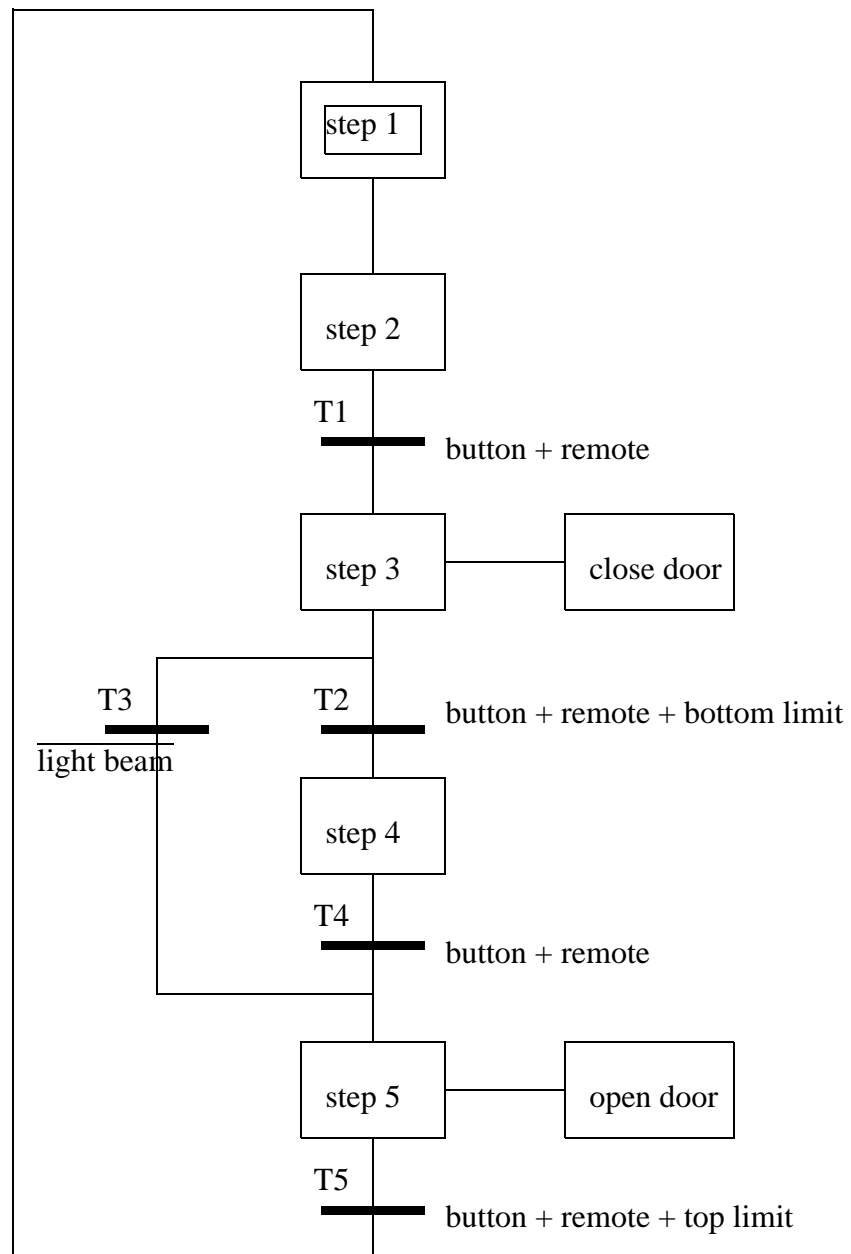 step 1
step 2
T1
button + remote
step 3
close door
T3
T2
button + remote + bottom limit
light beam
step 4
T4
button + remote
step 5
open door
T5
button + remote + top limit